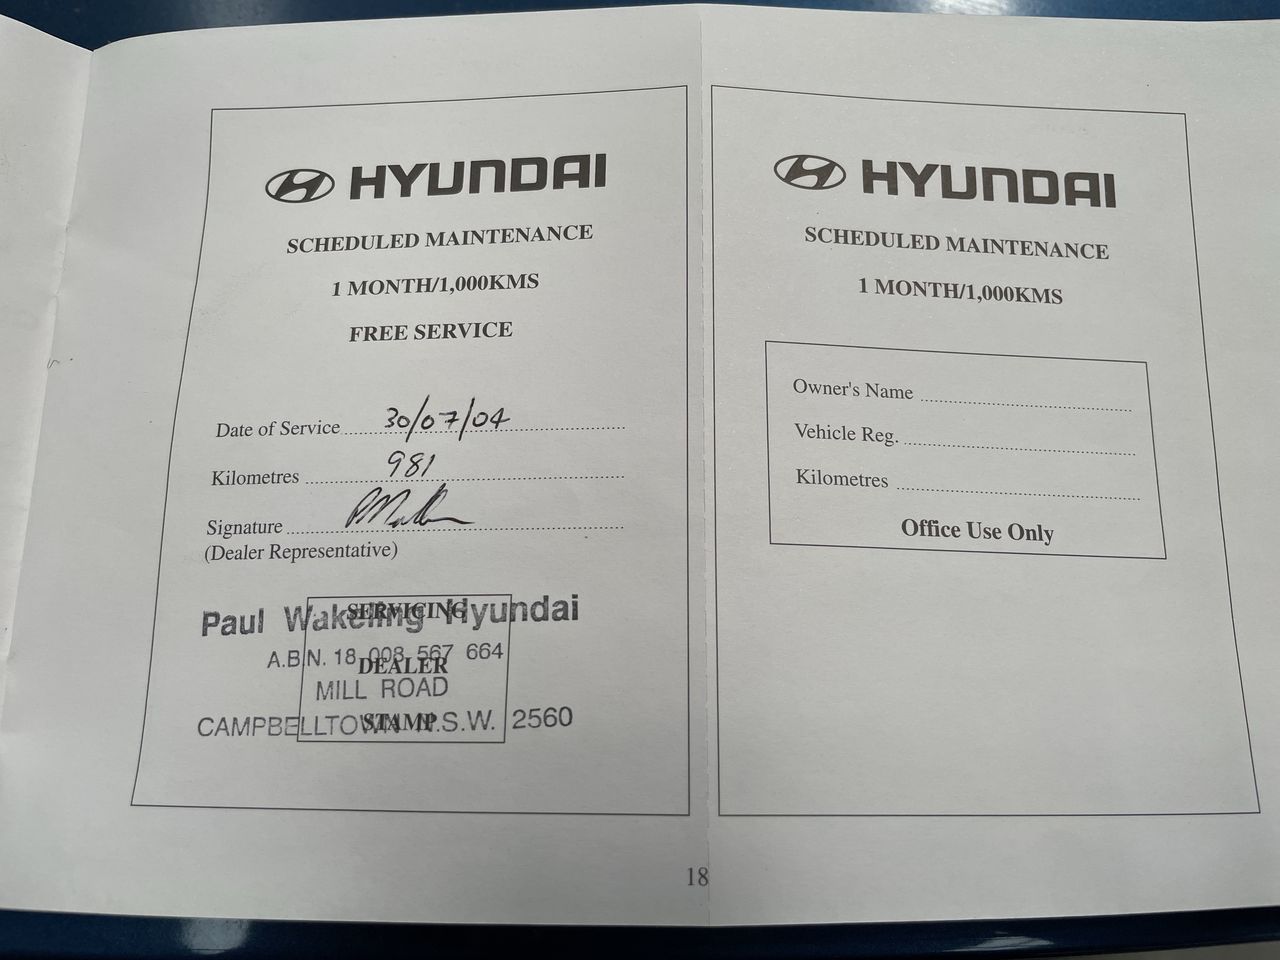 HYUNDAI
SCHEDULED MAINTENANCE
1 MONTH/1,000KMS
FREE SERVICE
Date of Service 30/07/04
Kilometres 981
Signature
(Dealer Representative)
SERVICING
Paul Wakeling Hyundai
A.B.N. 18 008 567 664
DEALER
MILL ROAD
STAMP
CAMPBELLTOWN N.S.W. 2560
HYUNDAI
SCHEDULED MAINTENANCE
1 MONTH/1,000KMS
Owner's Name
Vehicle Reg.
Kilometres
Office Use Only
18